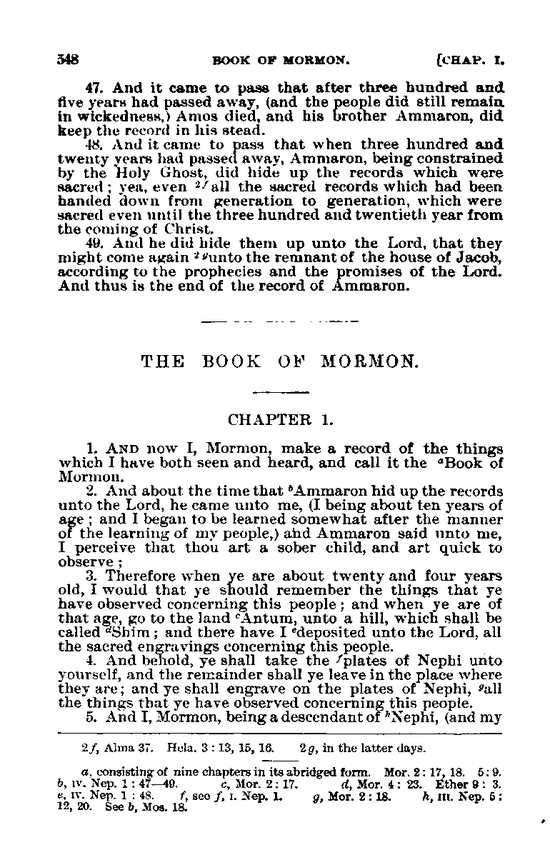 548 BOOK OF MORMON. [CHAP. I.
47. And it came to pass that after three hundred and
five years had passed away, (and the people did still remain
in wickedness,) Amos died, and his brother Ammaron, did
keep the record in his stead.
48. And it came to pass that when three hundred and
twenty years had passed away, Ammaron, being constrained
by the Holy Ghost, did hide up the records which were
sacred; yea, even 2fall the sacred records which had been
handed down from generation to generation, which were
sacred even until the three hundred and twentieth year from
the coming of Christ.
49. And he did hide them up unto the Lord, that they
might come again 2gunto the remnant of the house of Jacob,
according to the prophecies and the promises of the Lord.
And thus is the end of the record of Ammaron.
THE BOOK OF MORMON.
CHAPTER 1.
1. AND now I, Mormon, make a record of the things
which I have both seen and heard, and call it the aBook of
Mormon.
2. And about the time that bAmmaron hid up the records
unto the Lord, he came unto me, (I being about ten years of
age; and I began to be learned somewhat after the manner
of the learning of my people,) and Ammaron said unto me,
I perceive that thou art a sober child, and art quick to
observe;
3. Therefore when ye are about twenty and four years
old, I would that ye should remember the things that ye
have observed concerning this people; and when ye are of
that age, go to the land cAntum, unto a hill, which shall be
called dShim; and there have I edeposited unto the Lord, all
the sacred engravings concerning this people.
4. And behold, ye shall take the fplates of Nephi unto
yourself, and the remainder shall ye leave in the place where
they are; and ye shall engrave on the plates of Nephi, gall
the things that ye have observed concerning this people.
5. And I, Mormon, being a descendant of hNephi, (and my
2f, Alma 37. Hela. 3:13, 15, 16. 2g, in the latter days.
a, consisting of nine chapters in its abridged form. Mor. 2:17, 18. 5:9.
b, IV. Nep. 1:47—49. c, Mor. 2:17. d, Mor. 4: 23. Ether 9: 3.
e, IV. Nep. 1:48. f, see f, I. Nep. 1. g, Mor. 2:18. h, III. Nep. 5:
12, 20. See b, Mos. 18.